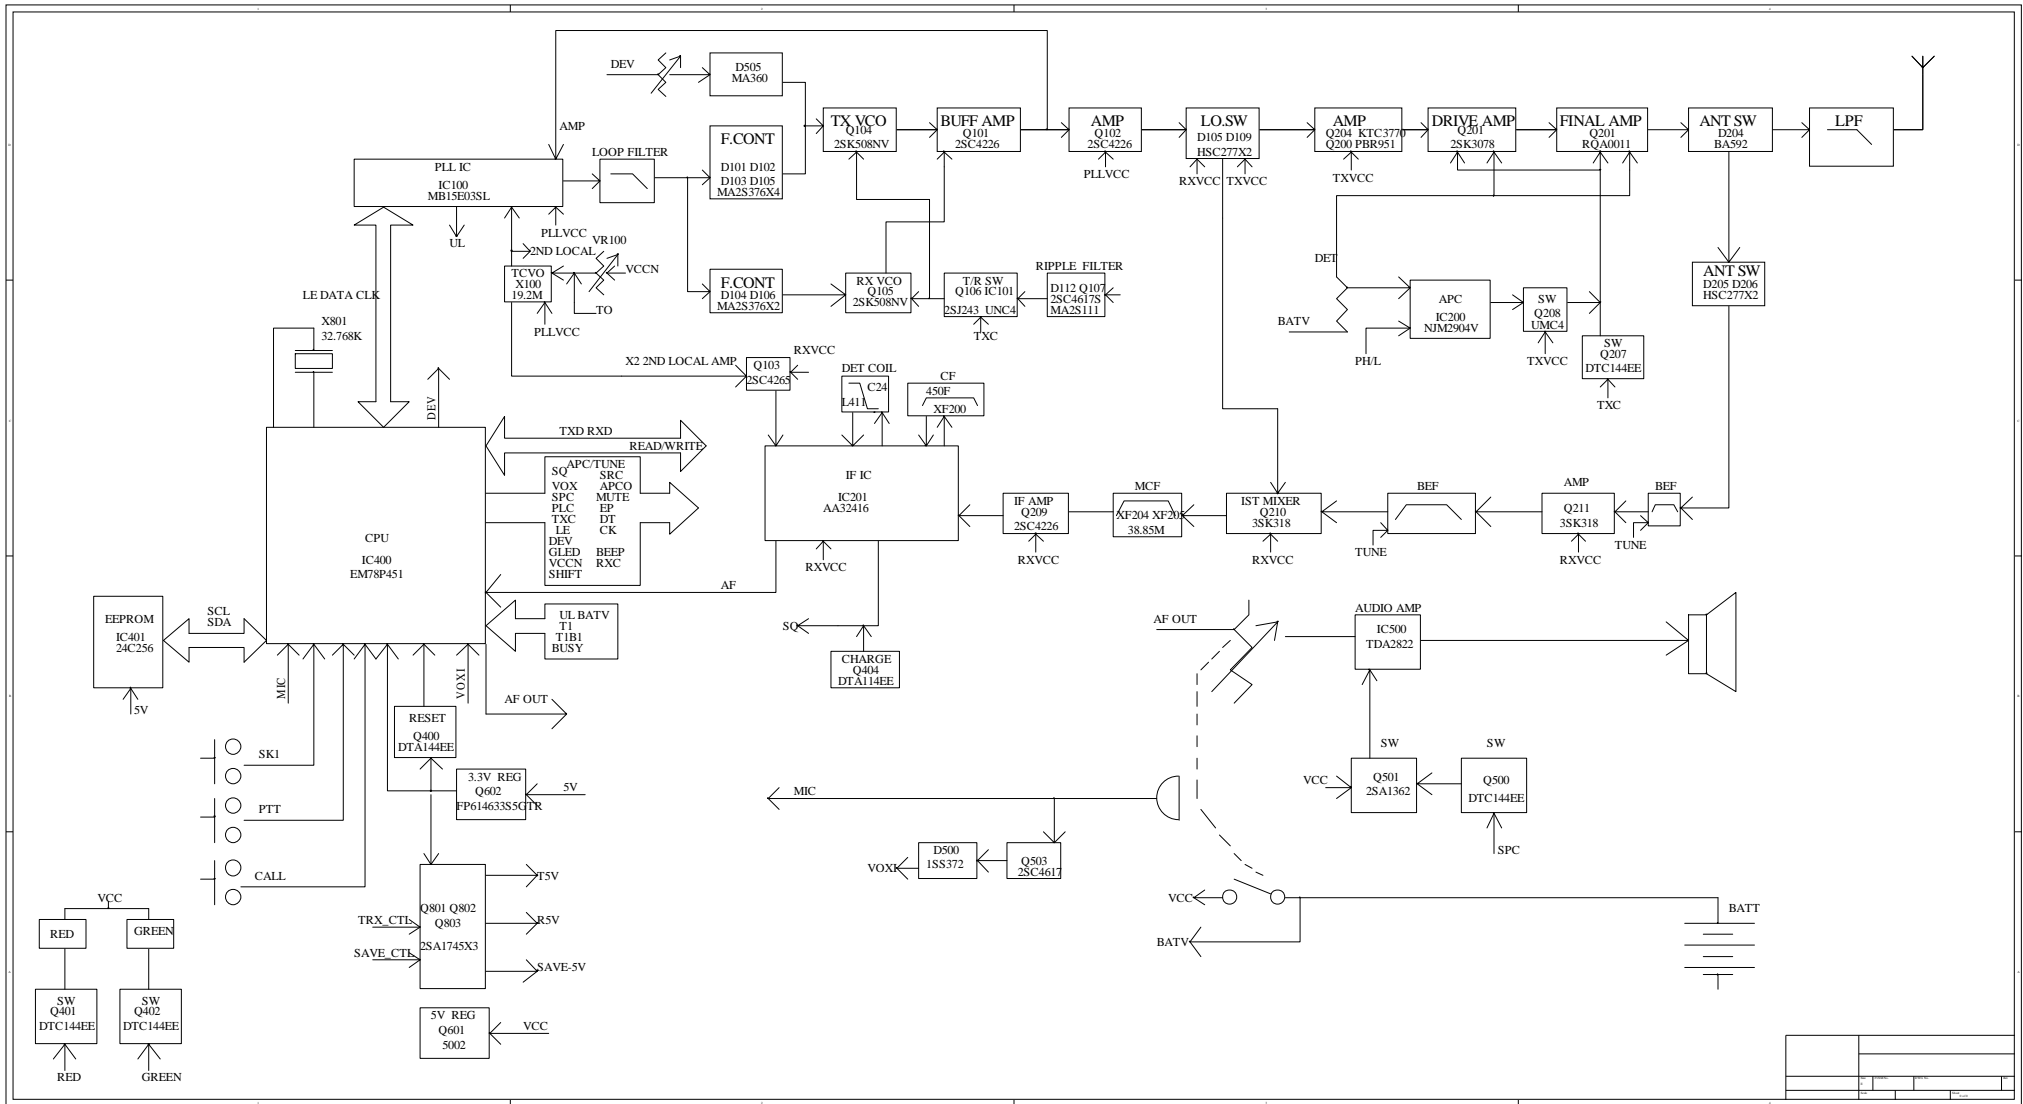 DEV
D505
MA360
AMP
PLL IC
IC100
MB15E03SL
LOOP FILTER
F.CONT
D101 D102
D103 D105
MA2S376X4
TX VCO
Q104
2SK508NV
BUFF AMP
Q101
2SC4226
AMP
Q102
2SC4226
PLLVCC
LO.SW
D105 D109
HSC277X2
RXVCC
TXVCC
AMP
Q204 KTC3770
Q200 PBR951
TXVCC
DRIVE AMP
Q201
2SK3078
FINAL AMP
Q201
RQA0011
ANT SW
D204
BA592
LPF
UL
PLLVCC
2ND LOCAL
VR100
VCCN
TCVO
X100
19.2M
TO
PLLVCC
F.CONT
D104 D106
MA2S376X2
RX VCO
Q105
2SK508NV
T/R SW
Q106 IC101
2SJ243 UNC4
TXC
RIPPLE FILTER
D112 Q107
2SC4617S
MA2S111
DET
BATV
PH/L
APC
IC200
NJM2904V
SW
Q208
UMC4
TXVCC
SW
Q207
DTC144EE
TXC
ANT SW
D205 D206
HSC277X2
LE DATA CLK
X801
32.768K
DEV
X2 2ND LOCAL AMP
Q103
2SC4265
RXVCC
DET COIL
C24
L411
CF
450F
XF200
CPU
IC400
EM78P451
TXD RXD
READ/WRITE
APC/TUNE
SQ SRC
VOX APCO
SPC MUTE
PLC EP
TXC DT
LE CK
DEV
GLED BEEP
VCCN RXC
SHIFT
IF IC
IC201
AA32416
RXVCC
IF AMP
Q209
2SC4226
RXVCC
MCF
XF204 XF205
38.85M
IST MIXER
Q210
3SK318
RXVCC
BEF
TUNE
AMP
Q211
3SK318
RXVCC
BEF
TUNE
AF
UL BATV
T1
T1B1
BUSY
SQ
CHARGE
Q404
DTA114EE
EEPROM
IC401
24C256
SCL
SDA
5V
MIC
VOXI
AF OUT
RESET
Q400
DTA144EE
3.3V REG
Q602
FP614633S5GTR
5V
SK1
PTT
CALL
AF OUT
AUDIO AMP
IC500
TDA2822
SW
VCC
Q501
2SA1362
SW
Q500
DTC144EE
SPC
MIC
VOXI
D500
1SS372
Q503
2SC4617
VCC
BATV
BATT
VCC
RED
GREEN
SW
Q401
DTC144EE
RED
SW
Q402
DTC144EE
GREEN
TRX_CTL
SAVE_CTL
Q801 Q802
Q803
2SA1745X3
T5V
R5V
SAVE-5V
5V REG
Q601
5002
VCC